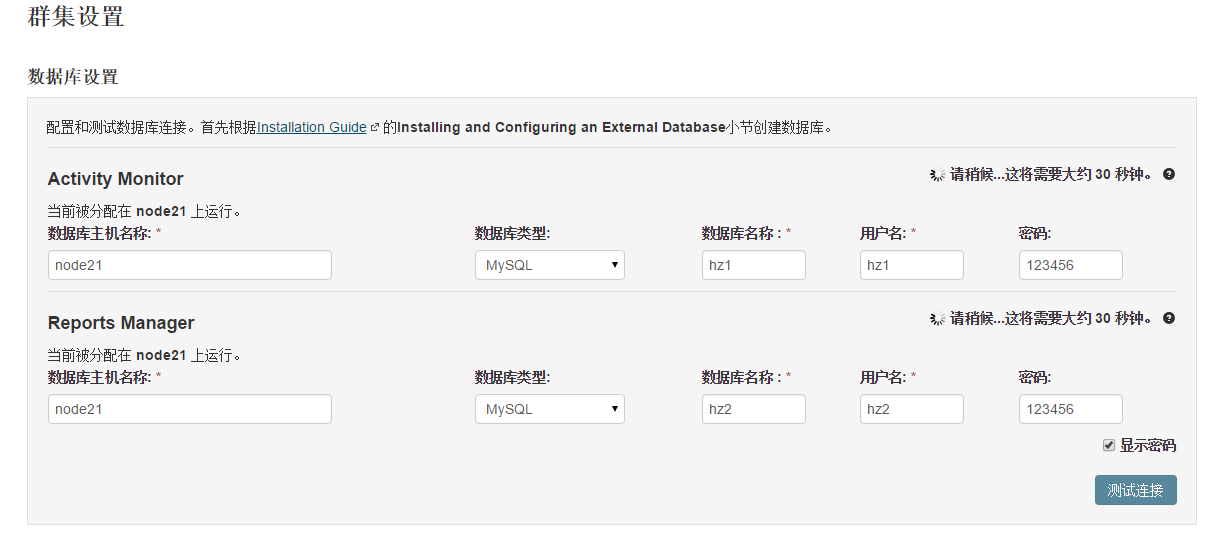 群集设置
数据库设置
配置和测试数据库连接。首先根据Installation Guide 的Installing and Configuring an External Database小节创建数据库。
Activity Monitor
请稍候...这将需要大约 30 秒钟。
当前被分配在 node21 上运行。
数据库主机名称: * 数据库类型: 数据库名称 : * 用户名: * 密码:
node21 MySQL hz1 hz1 123456
Reports Manager
请稍候...这将需要大约 30 秒钟。
当前被分配在 node21 上运行。
数据库主机名称: * 数据库类型: 数据库名称 : * 用户名: * 密码:
node21 MySQL hz2 hz2 123456
显示密码
测试连接